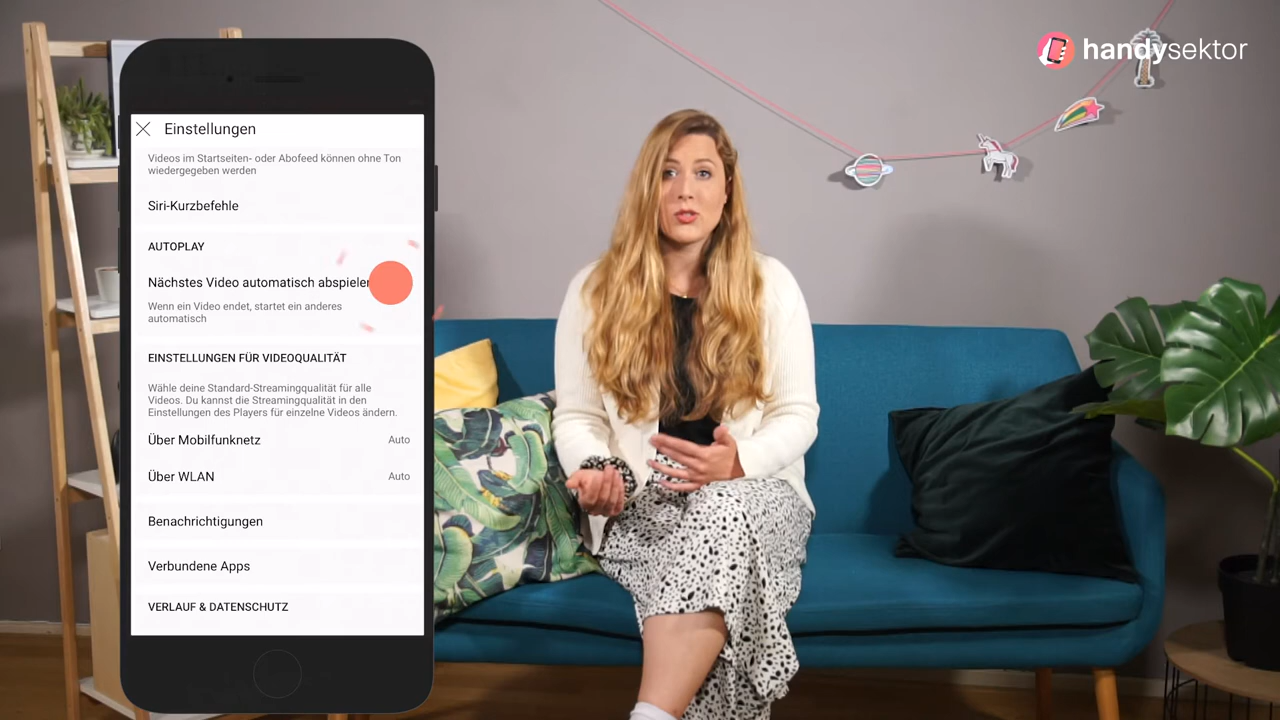 handysektor
Einstellungen
Videos im Startseiten- oder Abofeed können ohne Ton
wiedergegeben werden
Siri-Kurzbefehle
AUTOPLAY
Nächstes Video automatisch abspielen
Wenn ein Video endet, startet ein anderes
automatisch
EINSTELLUNGEN FÜR VIDEOQUALITÄT
Wähle deine Standard-Streamingqualität für alle
Videos. Du kannst die Streamingqualität in den
Einstellungen des Players für einzelne Videos ändern.
Über Mobilfunknetz Auto
Über WLAN Auto
Benachrichtigungen
Verbundene Apps
VERLAUF & DATENSCHUTZ